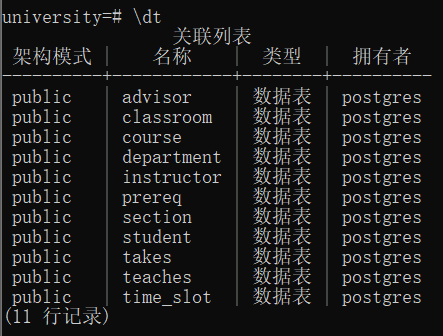 university=# \dt
关联列表
架构模式 | 名称 | 类型 | 拥有者
----------+------------+--------+----------
public | advisor | 数据表 | postgres
public | classroom | 数据表 | postgres
public | course | 数据表 | postgres
public | department | 数据表 | postgres
public | instructor | 数据表 | postgres
public | prereq | 数据表 | postgres
public | section | 数据表 | postgres
public | student | 数据表 | postgres
public | takes | 数据表 | postgres
public | teaches | 数据表 | postgres
public | time_slot | 数据表 | postgres
(11 行记录)